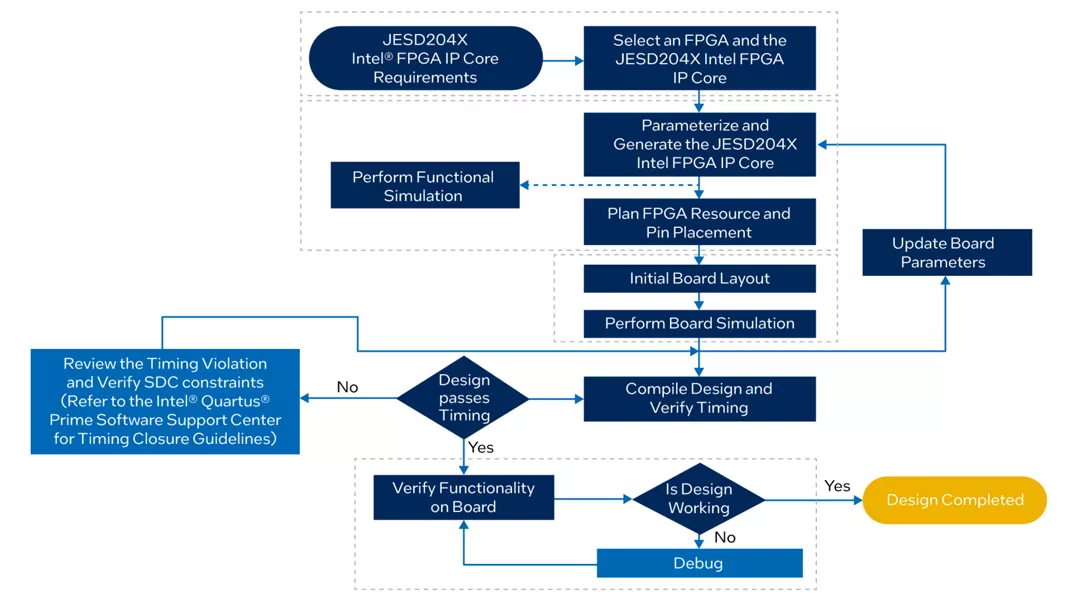 JESD204X
Intel® FPGA IP Core
Requirements
Select an FPGA and the
JESD204X Intel FPGA
IP Core
Parameterize and
Generate the JESD204X
Intel FPGA IP Core
Perform Functional
Simulation
Plan FPGA Resource and
Pin Placement
Update Board
Parameters
Initial Board Layout
Perform Board Simulation
Review the Timing Violation
and Verify SDC constraints
(Refer to the Intel® Quartus®
Prime Software Support Center
for Timing Closure Guidelines)
No
Design
passes
Timing
Compile Design and
Verify Timing
Yes
Verify Functionality
on Board
Is Design
Working
Yes
Design Completed
No
Debug